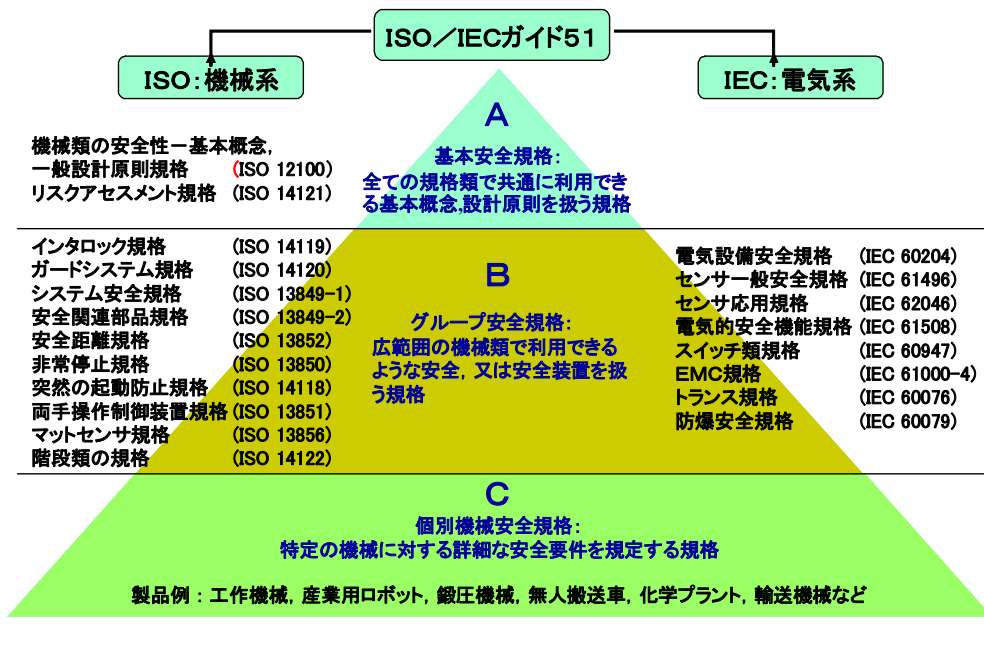 ISO／IECガイド５１
ISO：機械系
IEC：電気系
A
基本安全規格：
全ての規格類で共通に利用でき
る基本概念,設計原則を扱う規格
機械類の安全性－基本概念,
一般設計原則規格 (ISO 12100)
リスクアセスメント規格 (ISO 14121)
インタロック規格 (ISO 14119)
ガードシステム規格 (ISO 14120)
システム安全規格 (ISO 13849-1)
安全関連部品規格 (ISO 13849-2)
安全距離規格 (ISO 13852)
非常停止規格 (ISO 13850)
突然の起動防止規格 (ISO 14118)
両手操作制御装置規格 (ISO 13851)
マットセンサ規格 (ISO 13856)
階段類の規格 (ISO 14122)
B
グループ安全規格：
広範囲の機械類で利用できる
ような安全，又は安全装置を扱
う規格
電気設備安全規格 (IEC 60204)
センサ一般安全規格 (IEC 61496)
センサ応用規格 (IEC 62046)
電気的安全機能規格 (IEC 61508)
スイッチ類規格 (IEC 60947)
EMC規格 (IEC 61000-4)
トランス規格 (IEC 60076)
防爆安全規格 (IEC 60079)
C
個別機械安全規格：
特定の機械に対する詳細な安全要件を規定する規格
製品例：工作機械，産業用ロボット，鍛圧機械，無人搬送車，化学プラント，輸送機械など